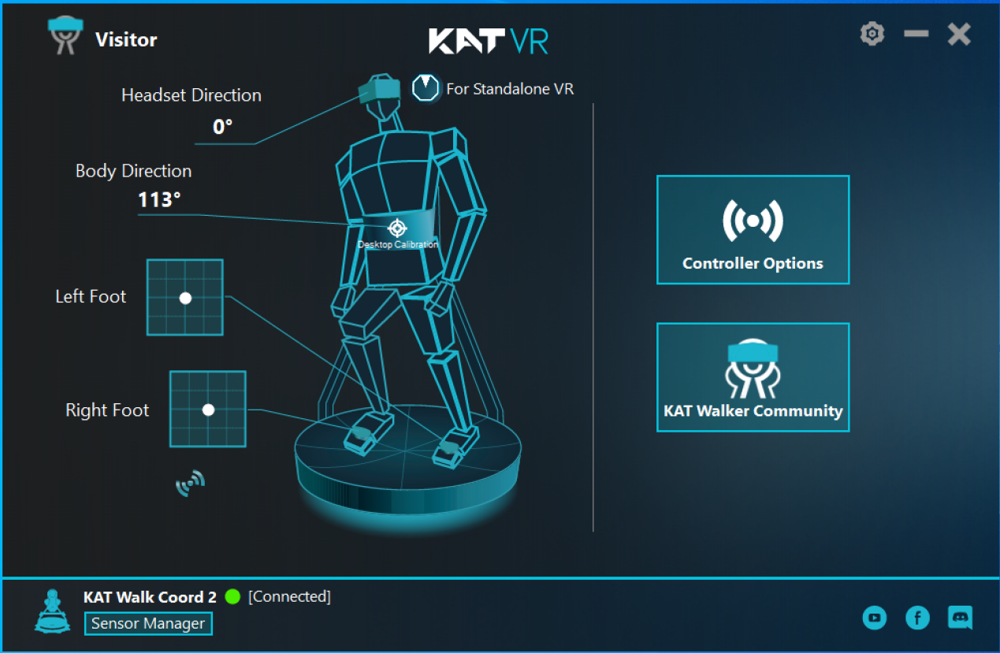 Visitor
KAT VR
Headset Direction
0°
For Standalone VR
Body Direction
113°
Desktop Calibration
Left Foot
Right Foot
Controller Options
KAT Walker Community
KAT Walk Coord 2 [Connected]
Sensor Manager